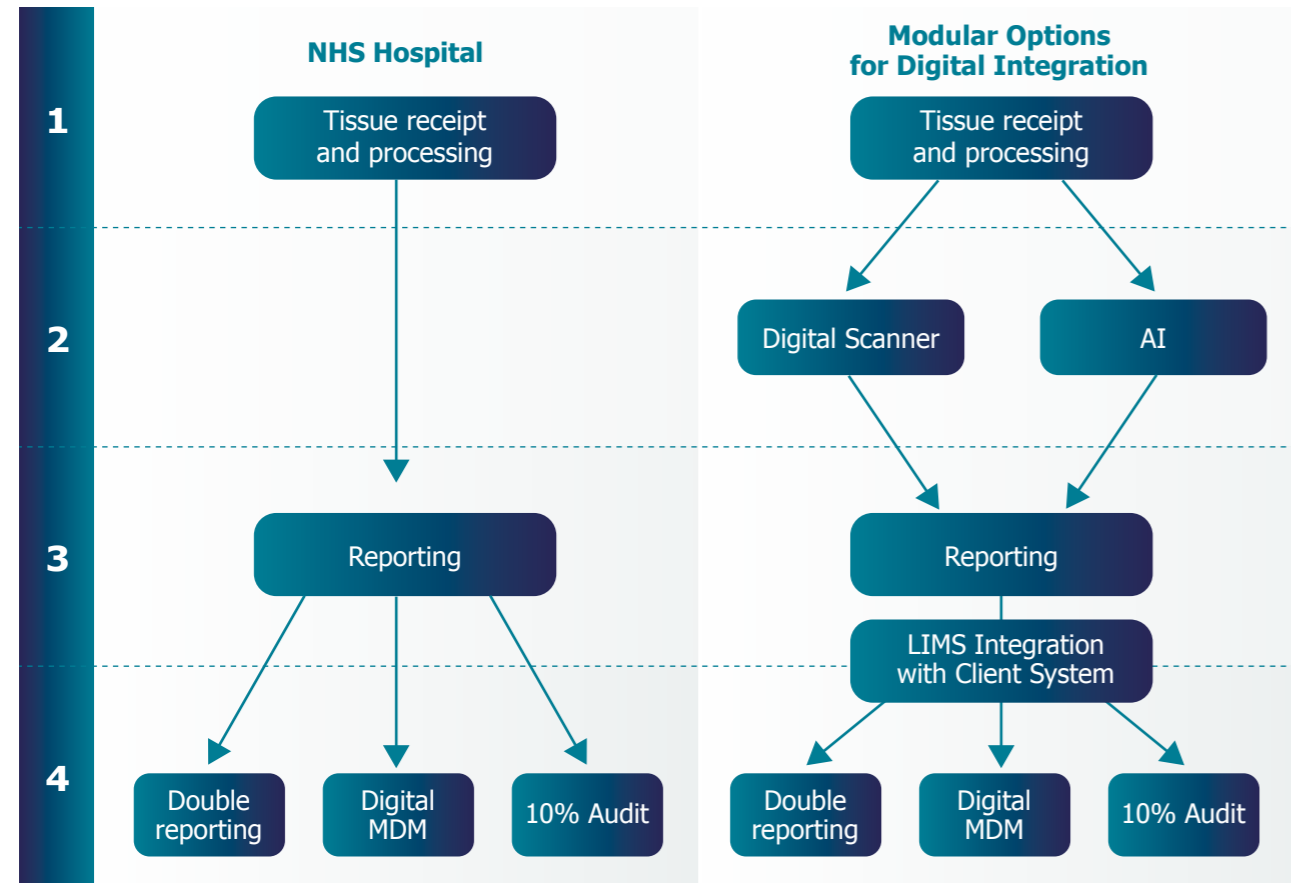 NHS Hospital
Modular Options
for Digital Integration
1
Tissue receipt
and processing
Tissue receipt
and processing
2
Digital Scanner
AI
3
Reporting
Reporting
LIMS Integration
with Client System
4
Double
reporting
Digital
MDM
10% Audit
Double
reporting
Digital
MDM
10% Audit